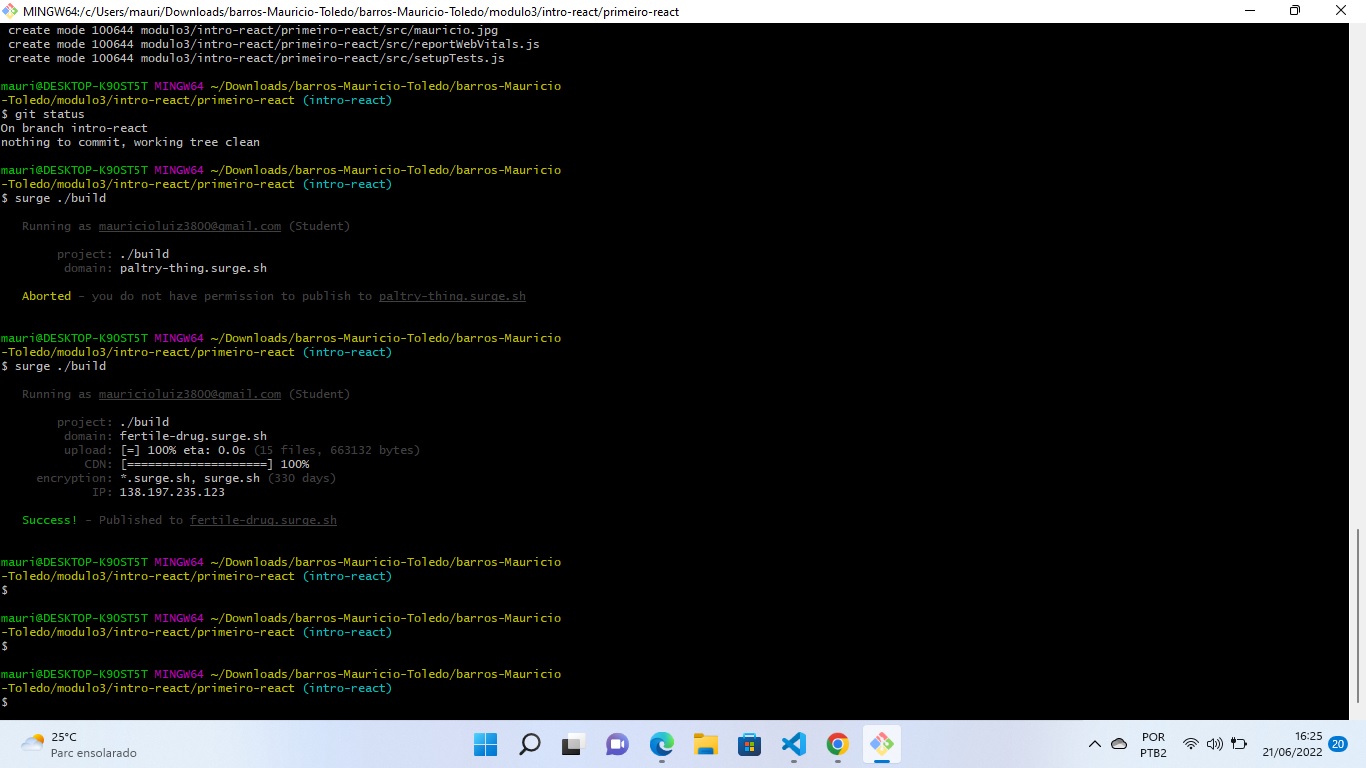 MINGW64:/c/Users/mauri/Downloads/barros-Mauricio-Toledo/barros-Mauricio-Toledo/modulo3/intro-react/primeiro-react
create mode 100644 modulo3/intro-react/primeiro-react/src/mauricio.jpg
create mode 100644 modulo3/intro-react/primeiro-react/src/reportWebVitals.js
create mode 100644 modulo3/intro-react/primeiro-react/src/setupTests.js
mauri@DESKTOP-K9OST5T MINGW64 ~/Downloads/barros-Mauricio-Toledo/barros-Mauricio
-Toledo/modulo3/intro-react/primeiro-react (intro-react)
$ git status
On branch intro-react
nothing to commit, working tree clean
mauri@DESKTOP-K9OST5T MINGW64 ~/Downloads/barros-Mauricio-Toledo/barros-Mauricio
-Toledo/modulo3/intro-react/primeiro-react (intro-react)
$ surge ./build
Running as mauricioluiz3800@gmail.com (Student)
project: ./build
domain: paltry-thing.surge.sh
Aborted - you do not have permission to publish to paltry-thing.surge.sh
mauri@DESKTOP-K9OST5T MINGW64 ~/Downloads/barros-Mauricio-Toledo/barros-Mauricio
-Toledo/modulo3/intro-react/primeiro-react (intro-react)
$ surge ./build
Running as mauricioluiz3800@gmail.com (Student)
project: ./build
domain: fertile-drug.surge.sh
upload: [=] 100% eta: 0.0s (15 files, 663132 bytes)
CDN: [====================] 100%
encryption: *.surge.sh, surge.sh (330 days)
IP: 138.197.235.123
Success! - Published to fertile-drug.surge.sh
mauri@DESKTOP-K9OST5T MINGW64 ~/Downloads/barros-Mauricio-Toledo/barros-Mauricio
-Toledo/modulo3/intro-react/primeiro-react (intro-react)
$
mauri@DESKTOP-K9OST5T MINGW64 ~/Downloads/barros-Mauricio-Toledo/barros-Mauricio
-Toledo/modulo3/intro-react/primeiro-react (intro-react)
$
mauri@DESKTOP-K9OST5T MINGW64 ~/Downloads/barros-Mauricio-Toledo/barros-Mauricio
-Toledo/modulo3/intro-react/primeiro-react (intro-react)
$
25°C
Parc ensolarado
POR
PTB2
16:25
21/06/2022
20